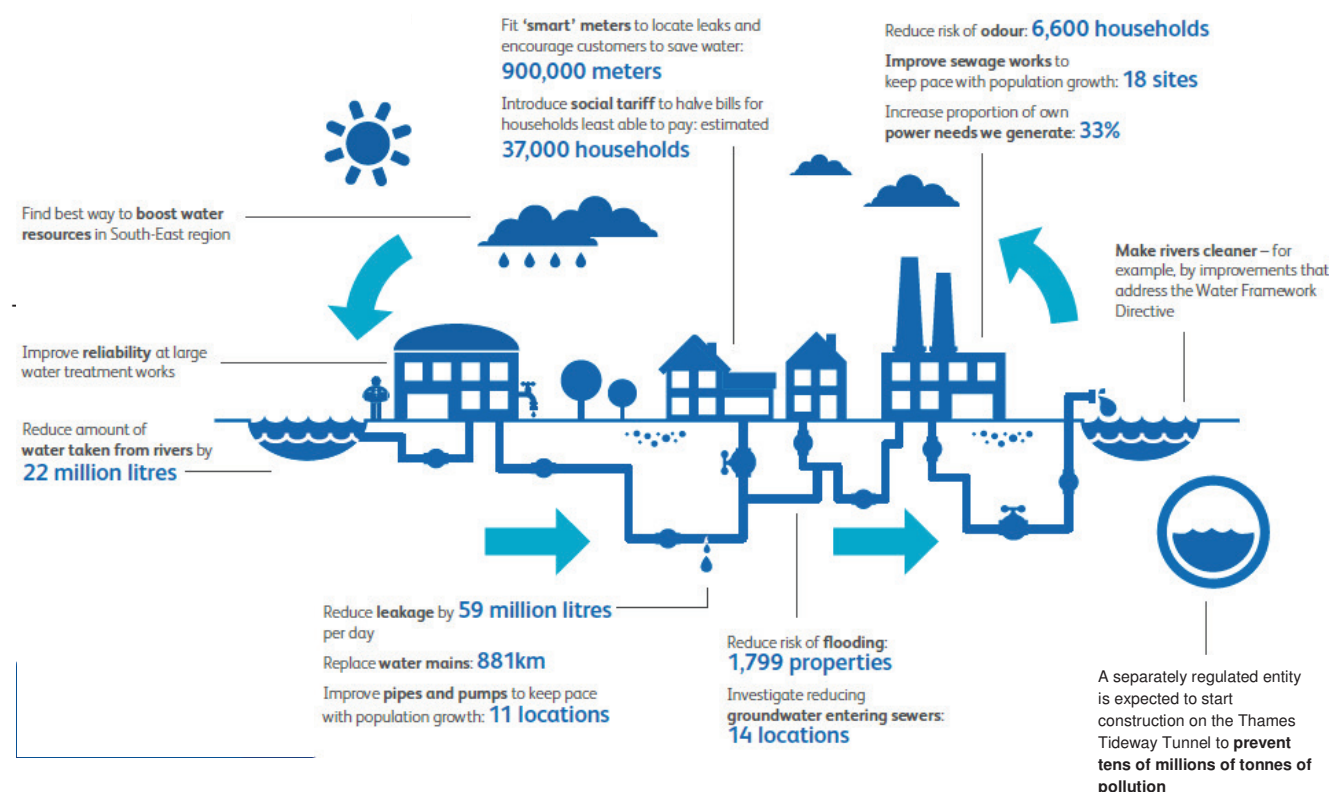 Fit ‘smart’ meters to locate leaks and
encourage customers to save water:
900,000 meters
Introduce social tariff to halve bills for
households least able to pay: estimated
37,000 households
Reduce risk of odour: 6,600 households
Improve sewage works to
keep pace with population growth: 18 sites
Increase proportion of own
power needs we generate: 33%
Find best way to boost water
resources in South-East region
Make rivers cleaner – for
example, by improvements that
address the Water Framework
Directive
Improve reliability at large
water treatment works
Reduce amount of
water taken from rivers by
22 million litres
Reduce leakage by 59 million litres
per day
Replace water mains: 881km
Improve pipes and pumps to keep pace
with population growth: 11 locations
Reduce risk of flooding:
1,799 properties
Investigate reducing
groundwater entering sewers:
14 locations
A separately regulated entity
is expected to start
construction on the Thames
Tideway Tunnel to prevent
tens of millions of tonnes of
pollution